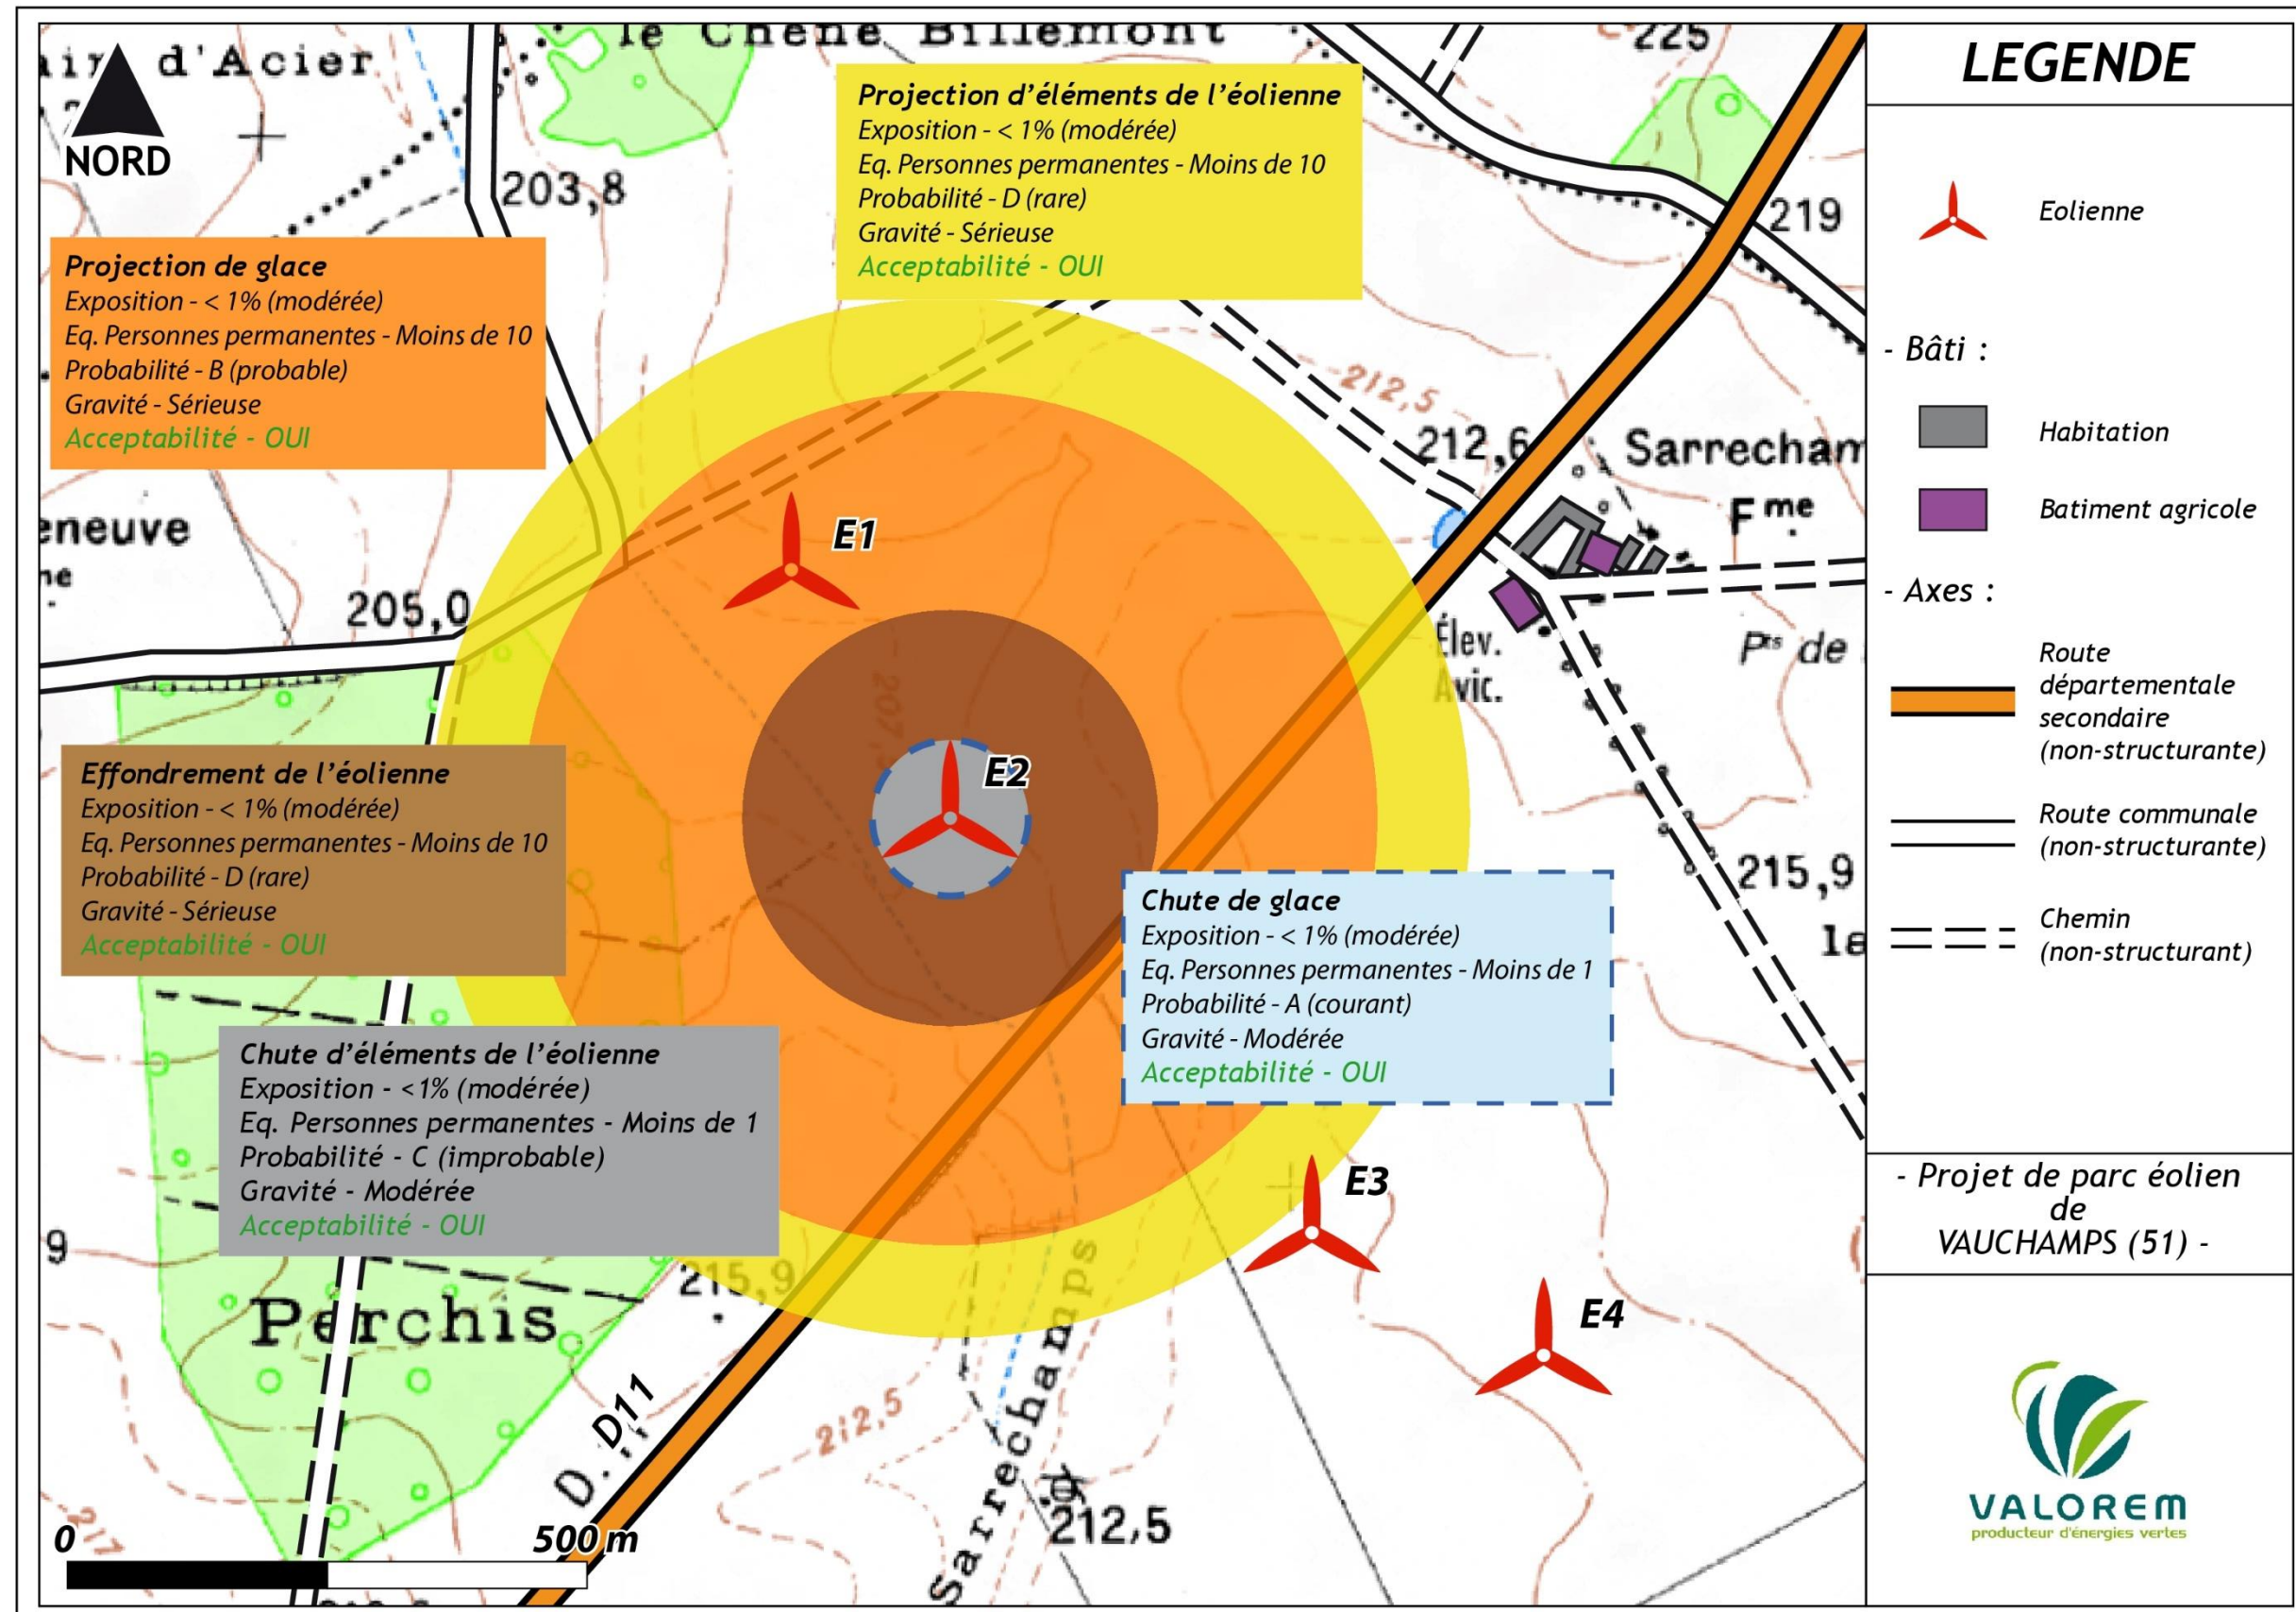 le Chêne Billemont
d'Acier
225
NORD
203,8
219
Projection d'éléments de l'éolienne
Exposition - < 1% (modérée)
Eq. Personnes permanentes - Moins de 10
Probabilité - D (rare)
Gravité - Sérieuse
Acceptabilité - OUI
Projection de glace
Exposition - < 1% (modérée)
Eq. Personnes permanentes - Moins de 10
Probabilité - B (probable)
Gravité - Sérieuse
Acceptabilité - OUI
212,5
212,6
Sarrecham
Fme
eneuve
ne
205,0
E1
Élev.
Avic.
Prs de
207,
E2
Effondrement de l'éolienne
Exposition - < 1% (modérée)
Eq. Personnes permanentes - Moins de 10
Probabilité - D (rare)
Gravité - Sérieuse
Acceptabilité - OUI
215,9
la
Chute de glace
Exposition - < 1% (modérée)
Eq. Personnes permanentes - Moins de 1
Probabilité - A (courant)
Gravité - Modérée
Acceptabilité - OUI
Chute d'éléments de l'éolienne
Exposition - <1% (modérée)
Eq. Personnes permanentes - Moins de 1
Probabilité - C (improbable)
Gravité - Modérée
Acceptabilité - OUI
E3
E4
9
215,9
Perchis
D11
D.
212,5
Sarrechamps
212,5
217
0 500 m
LEGENDE
Eolienne
- Bâti :
Habitation
Batiment agricole
- Axes :
Route
départementale
secondaire
(non-structurante)
Route communale
(non-structurante)
Chemin
(non-structurant)
- Projet de parc éolien
de
VAUCHAMPS (51) -
VALOREM
producteur d'énergies vertes